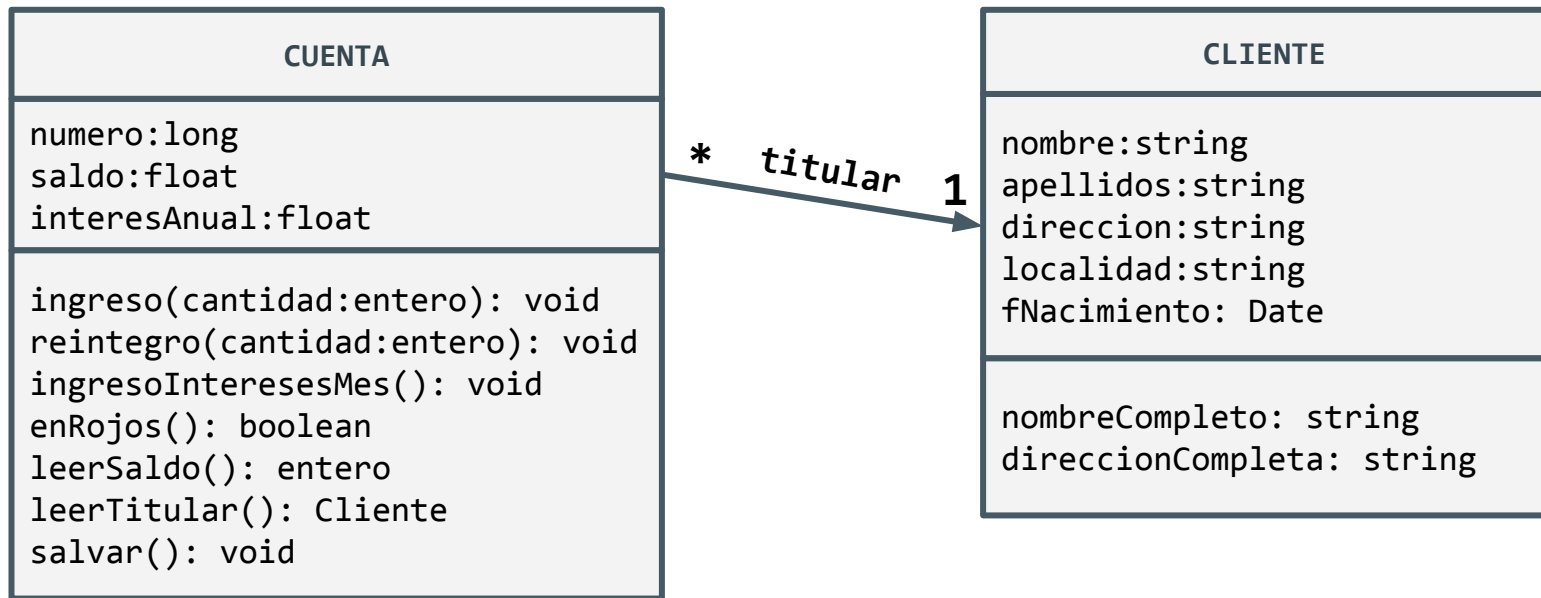 CUENTA
numero:long
saldo:float
interesAnual:float
ingreso(cantidad:entero): void
reintegro(cantidad:entero): void
ingresoInteresesMes(): void
enRojos(): boolean
leerSaldo(): entero
leerTitular(): Cliente
salvar(): void
* titular 1
CLIENTE
nombre:string
apellidos:string
direccion:string
localidad:string
fNacimiento: Date
nombreCompleto: string
direccionCompleta: string